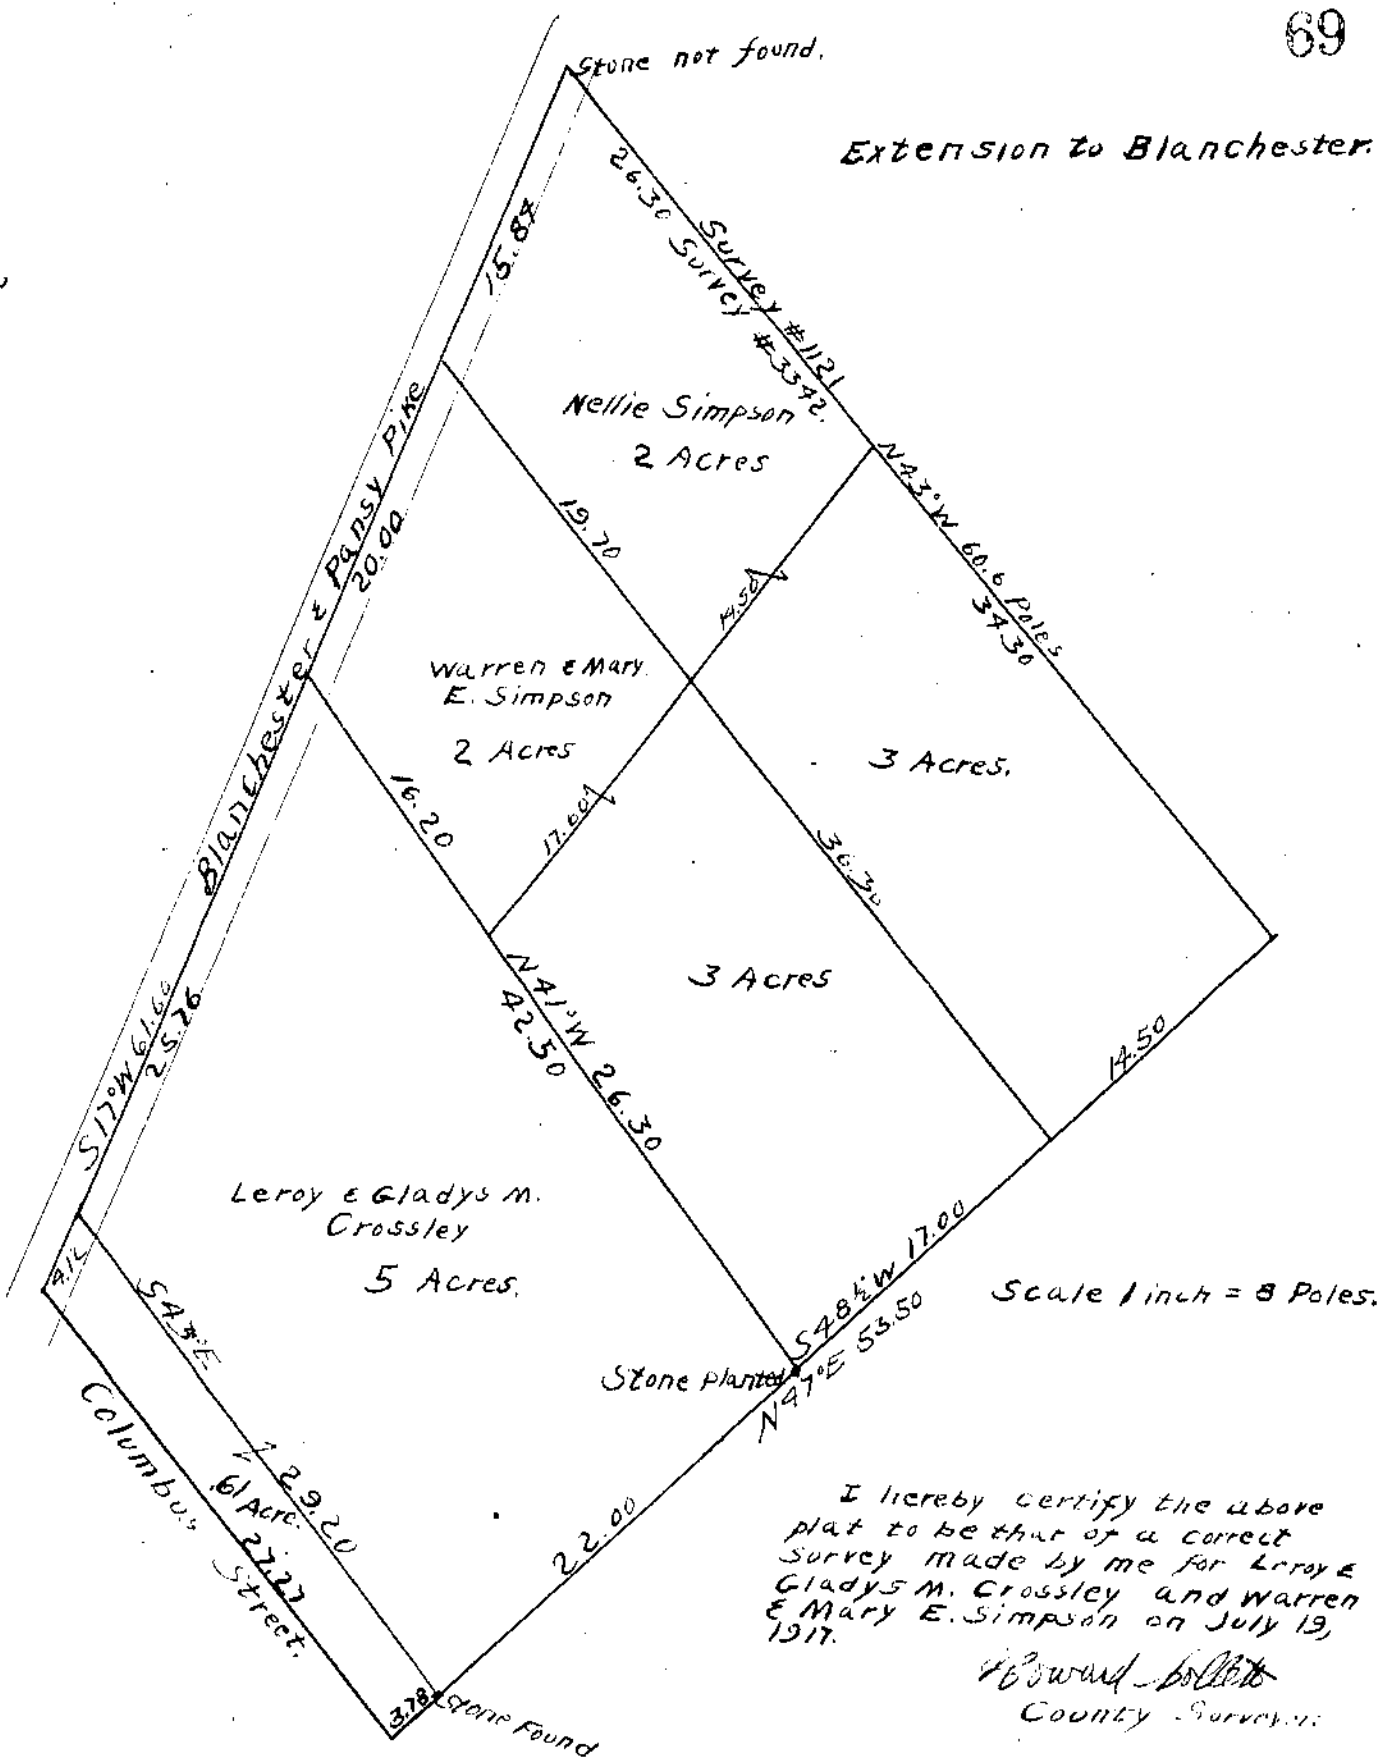 69
Stone not found.
Extension to Blanchester.
26.30
Survey #1121
Survey #3342.
15.84
Blanchester & Pansy Pike
20.00
Nellie Simpson
2 Acres
19.70
14.50
N43°W 60.6 Poles
34.30
Warren & Mary
E. Simpson
2 Acres
3 Acres.
16.20
17.60
36.30
3 Acres
N41°W 26.30
42.50
14.50
S17°W 61.60
25.76
Leroy & Gladys M.
Crossley
5 Acres.
S48½W 17.00
N47°E 53.50
Scale 1 inch = 8 Poles.
Stone planted
S43°E
29.20
.61 Acre.
27.27
Columbus Street.
22.00
3.78
Stone Found
I hereby certify the above
plat to be that of a correct
Survey made by me for Leroy &
Gladys M. Crossley and Warren
& Mary E. Simpson on July 19,
1917.
Howard
County Surveyor